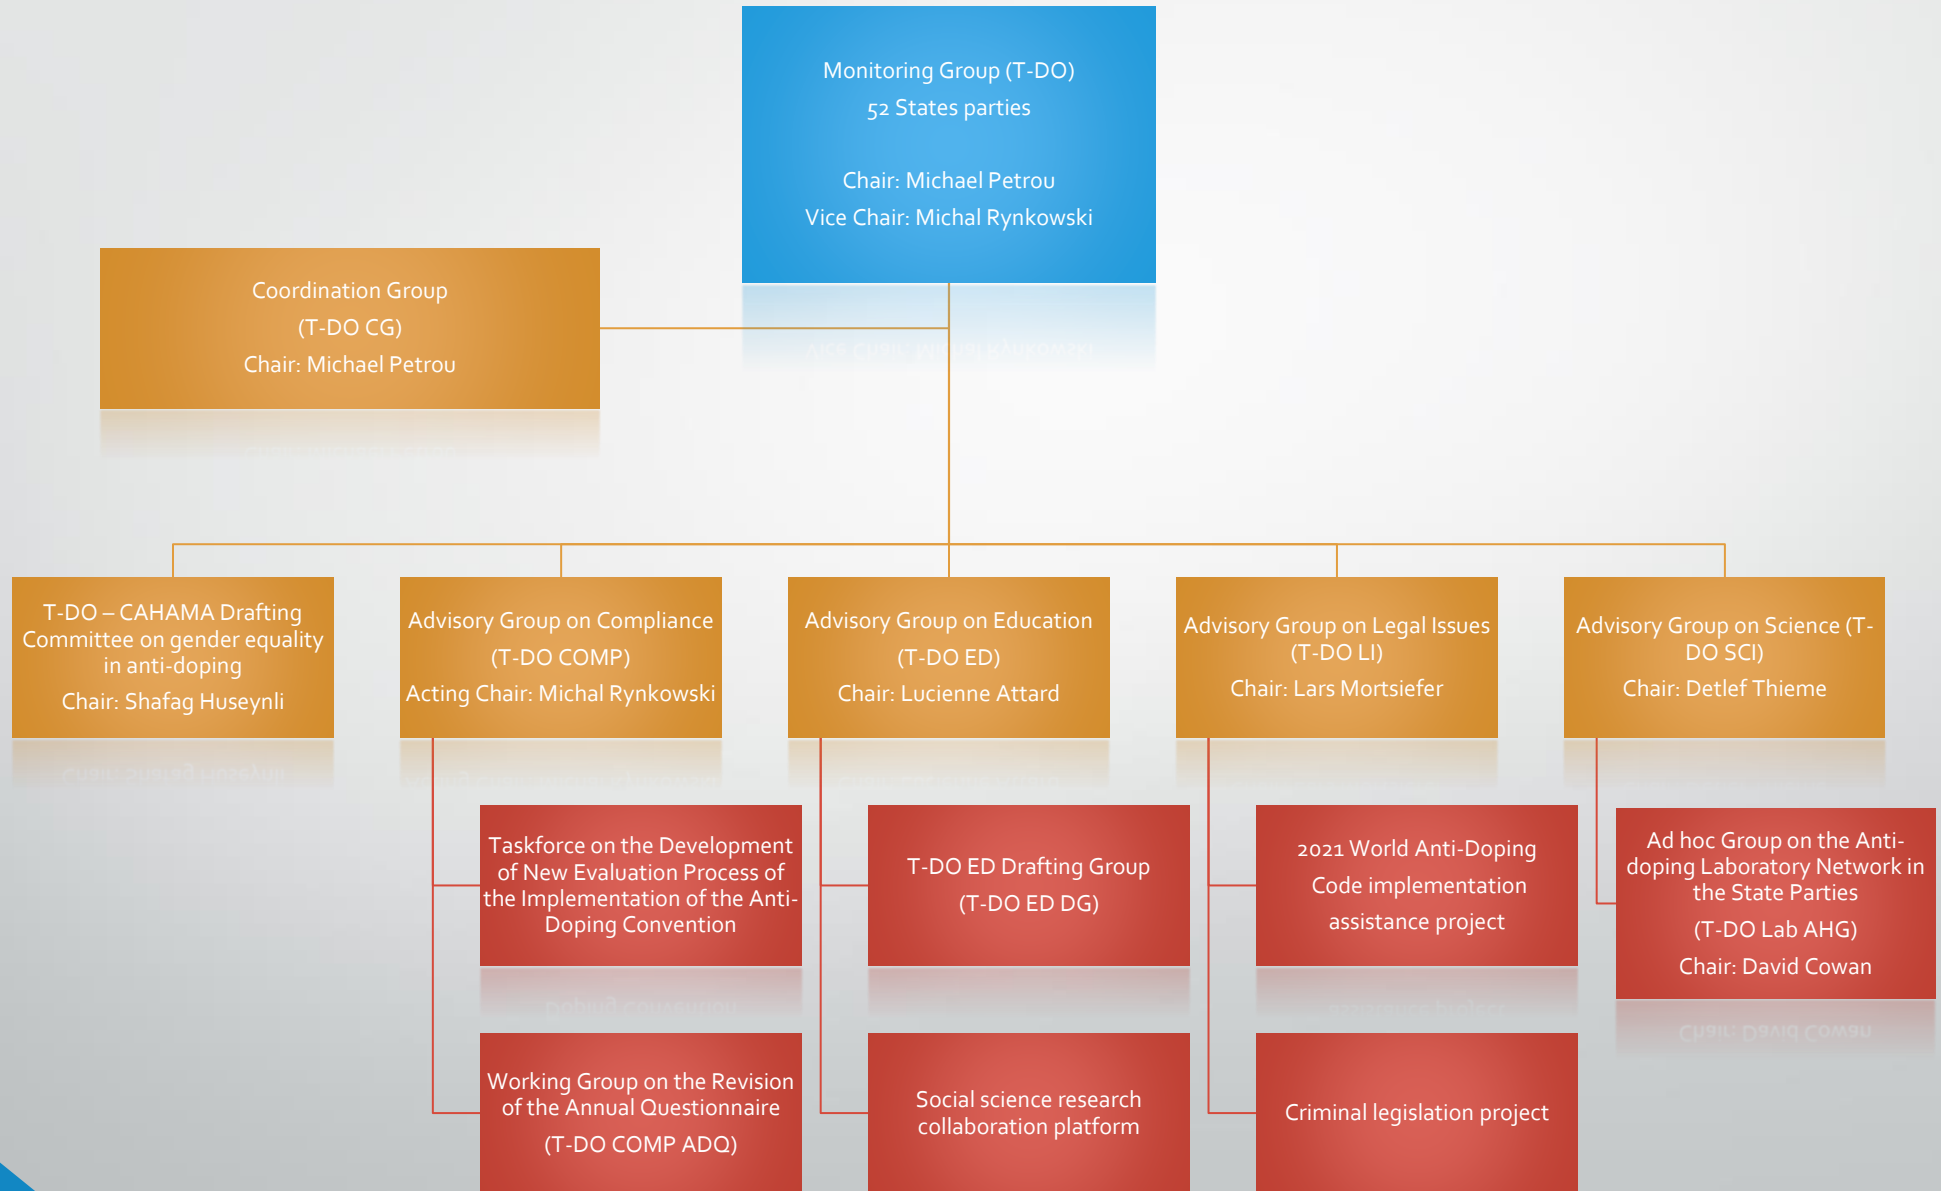 Monitoring Group (T-DO)
52 States parties
Chair: Michael Petrou
Vice Chair: Michal Rynkowski
Coordination Group
(T-DO CG)
Chair: Michael Petrou
T-DO – CAHAMA Drafting
Committee on gender equality
in anti-doping
Chair: Shafag Huseynli
Advisory Group on Compliance
(T-DO COMP)
Acting Chair: Michal Rynkowski
Advisory Group on Education
(T-DO ED)
Chair: Lucienne Attard
Advisory Group on Legal Issues
(T-DO LI)
Chair: Lars Mortsiefer
Advisory Group on Science (T-
DO SCI)
Chair: Detlef Thieme
Taskforce on the Development
of New Evaluation Process of
the Implementation of the Anti-
Doping Convention
T-DO ED Drafting Group
(T-DO ED DG)
2021 World Anti-Doping
Code implementation
assistance project
Ad hoc Group on the Anti-
doping Laboratory Network in
the State Parties
(T-DO Lab AHG)
Chair: David Cowan
Working Group on the Revision
of the Annual Questionnaire
(T-DO COMP ADQ)
Social science research
collaboration platform
Criminal legislation project